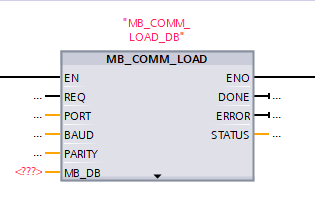 "MB_COMM_
LOAD_DB"
MB_COMM_LOAD
EN ENO
... REQ DONE ...
... PORT ERROR ...
... BAUD STATUS ...
... PARITY
<???> MB_DB